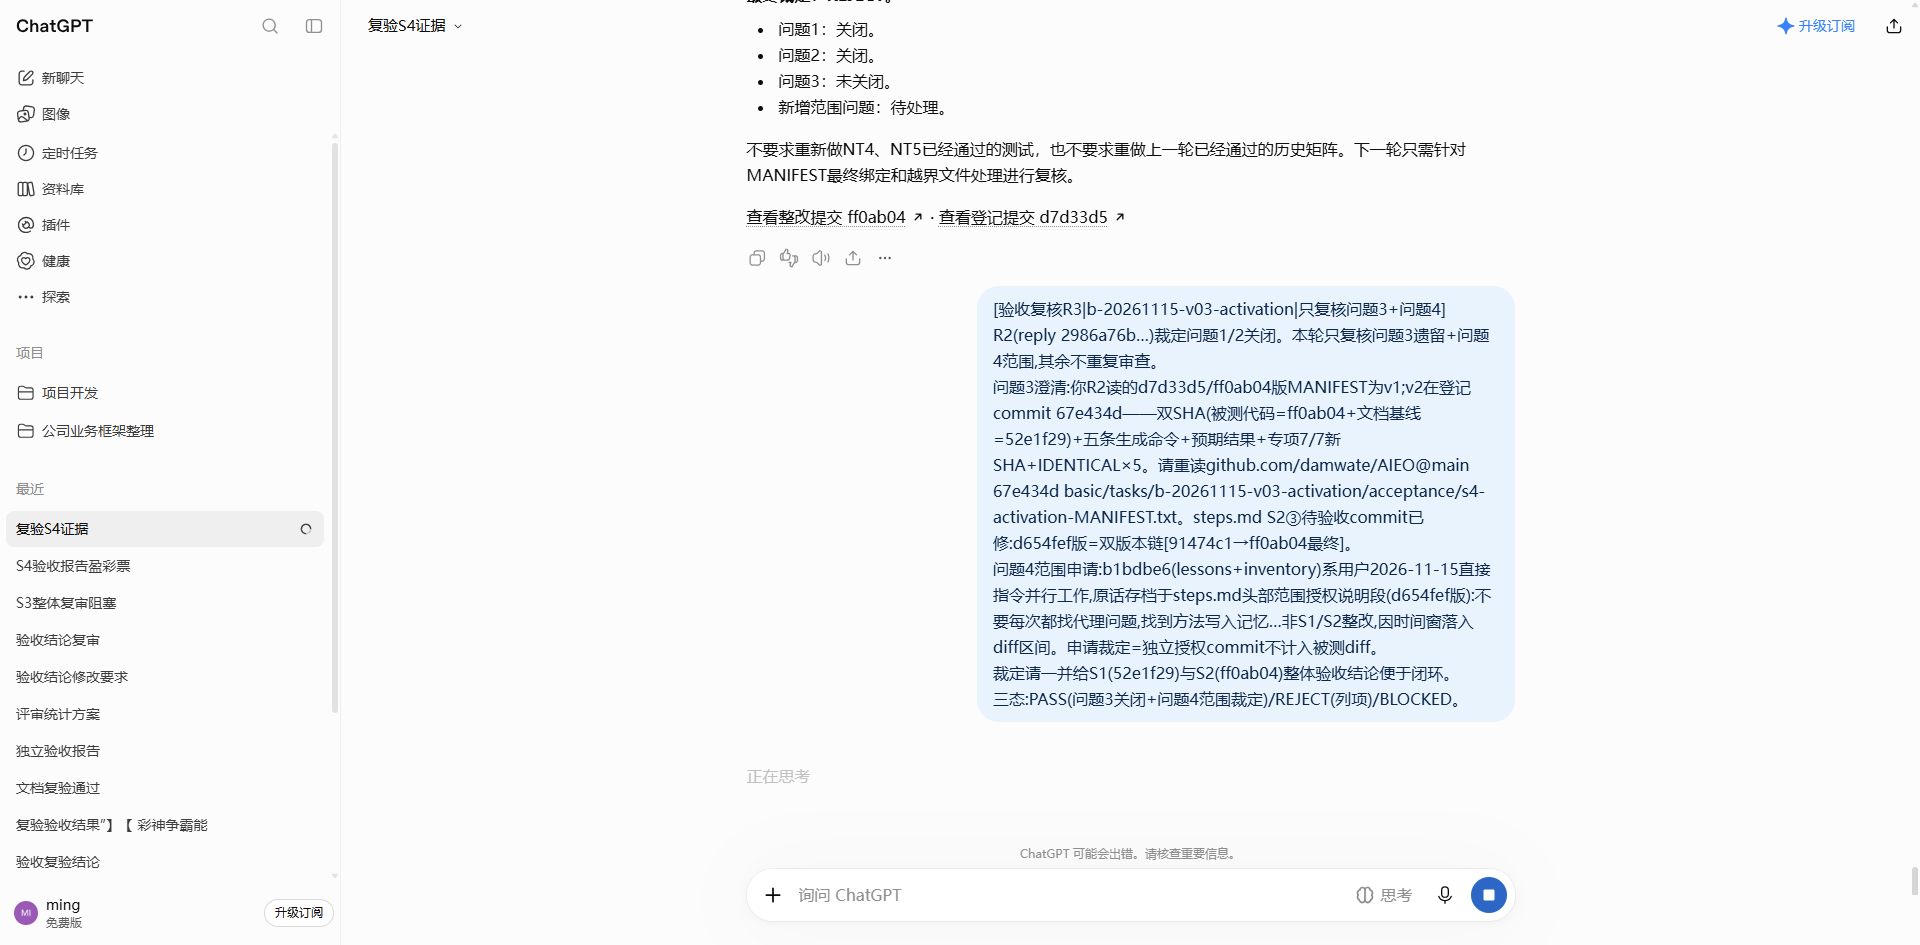 ChatGPT
新聊天
图像
定时任务
资料库
插件
健康
探索
项目
项目开发
公司业务框架整理
最近
复验S4证据
S4验收报告盈彩票
S3整体复审阻塞
验收结论复审
验收结论修改要求
评审统计方案
独立验收报告
文档复验通过
复验验收结果”】【 彩神争霸能
验收复验结论
MI
ming
免费版
升级订阅
复验S4证据
升级订阅
问题1：关闭。
问题2：关闭。
问题3：未关闭。
新增范围问题：待处理。
不要求重新做NT4、NT5已经通过的测试，也不要求重做上一轮已经通过的历史矩阵。下一轮只需针对
MANIFEST最终绑定和越界文件处理进行复核。
查看整改提交 ff0ab04 ↗ · 查看登记提交 d7d33d5 ↗
[验收复核R3|b-20261115-v03-activation|只复核问题3+问题4]
R2(reply 2986a76b...)裁定问题1/2关闭。本轮只复核问题3遗留+问题
4范围,其余不重复审查。
问题3澄清:你R2读的d7d33d5/ff0ab04版MANIFEST为v1;v2在登记
commit 67e434d——双SHA(被测代码=ff0ab04+文档基线
=52e1f29)+五条生成命令+预期结果+专项7/7新
SHA+IDENTICAL×5。请重读github.com/damwate/AIEO@main
67e434d basic/tasks/b-20261115-v03-activation/acceptance/s4-
activation-MANIFEST.txt。steps.md S2③待验收commit已
修:d654fef版=双版本链[91474c1→ff0ab04最终]。
问题4范围申请:b1bdbe6(lessons+inventory)系用户2026-11-15直接
指令并行工作,原话存档于steps.md头部范围授权说明段(d654fef版):不
要每次都找代理问题,找到方法写入记忆...非S1/S2整改,因时间窗落入
diff区间。申请裁定=独立授权commit不计入被测diff。
裁定请一并给S1(52e1f29)与S2(ff0ab04)整体验收结论便于闭环。
三态:PASS(问题3关闭+问题4范围裁定)/REJECT(列项)/BLOCKED。
正在思考
ChatGPT 可能会出错。请核查重要信息。
询问 ChatGPT
思考